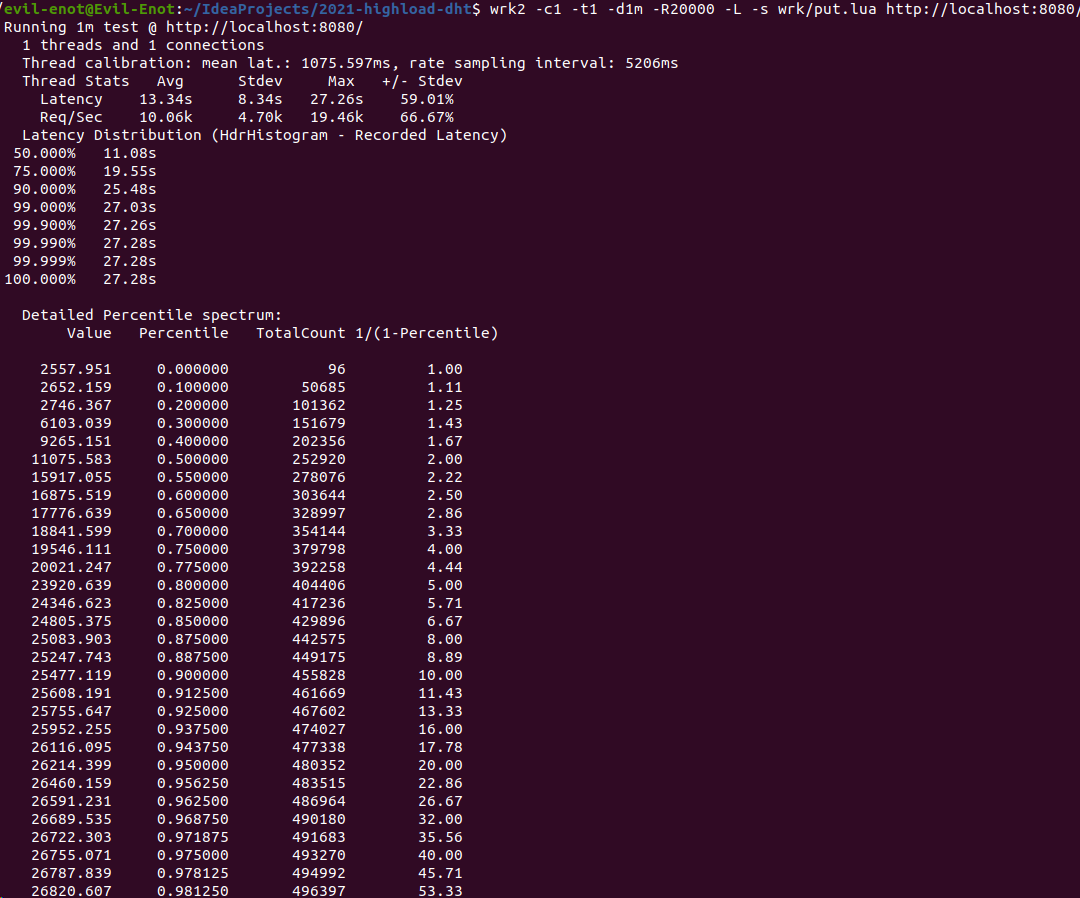 evil-enot@Evil-Enot:~/IdeaProjects/2021-highload-dht$ wrk2 -c1 -t1 -d1m -R20000 -L -s wrk/put.lua http://localhost:8080/
Running 1m test @ http://localhost:8080/
  1 threads and 1 connections
  Thread calibration: mean lat.: 1075.597ms, rate sampling interval: 5206ms
  Thread Stats   Avg      Stdev     Max   +/- Stdev
    Latency    13.34s     8.34s   27.26s    59.01%
    Req/Sec    10.06k     4.70k   19.46k    66.67%
  Latency Distribution (HdrHistogram - Recorded Latency)
 50.000%   11.08s
 75.000%   19.55s
 90.000%   25.48s
 99.000%   27.03s
 99.900%   27.26s
 99.990%   27.28s
 99.999%   27.28s
100.000%   27.28s

  Detailed Percentile spectrum:
       Value   Percentile   TotalCount 1/(1-Percentile)

    2557.951     0.000000           96         1.00
    2652.159     0.100000        50685         1.11
    2746.367     0.200000       101362         1.25
    6103.039     0.300000       151679         1.43
    9265.151     0.400000       202356         1.67
   11075.583     0.500000       252920         2.00
   15917.055     0.550000       278076         2.22
   16875.519     0.600000       303644         2.50
   17776.639     0.650000       328997         2.86
   18841.599     0.700000       354144         3.33
   19546.111     0.750000       379798         4.00
   20021.247     0.775000       392258         4.44
   23920.639     0.800000       404406         5.00
   24346.623     0.825000       417236         5.71
   24805.375     0.850000       429896         6.67
   25083.903     0.875000       442575         8.00
   25247.743     0.887500       449175         8.89
   25477.119     0.900000       455828        10.00
   25608.191     0.912500       461669        11.43
   25755.647     0.925000       467602        13.33
   25952.255     0.937500       474027        16.00
   26116.095     0.943750       477338        17.78
   26214.399     0.950000       480352        20.00
   26460.159     0.956250       483515        22.86
   26591.231     0.962500       486964        26.67
   26689.535     0.968750       490180        32.00
   26722.303     0.971875       491683        35.56
   26755.071     0.975000       493270        40.00
   26787.839     0.978125       494992        45.71
   26820.607     0.981250       496397        53.33